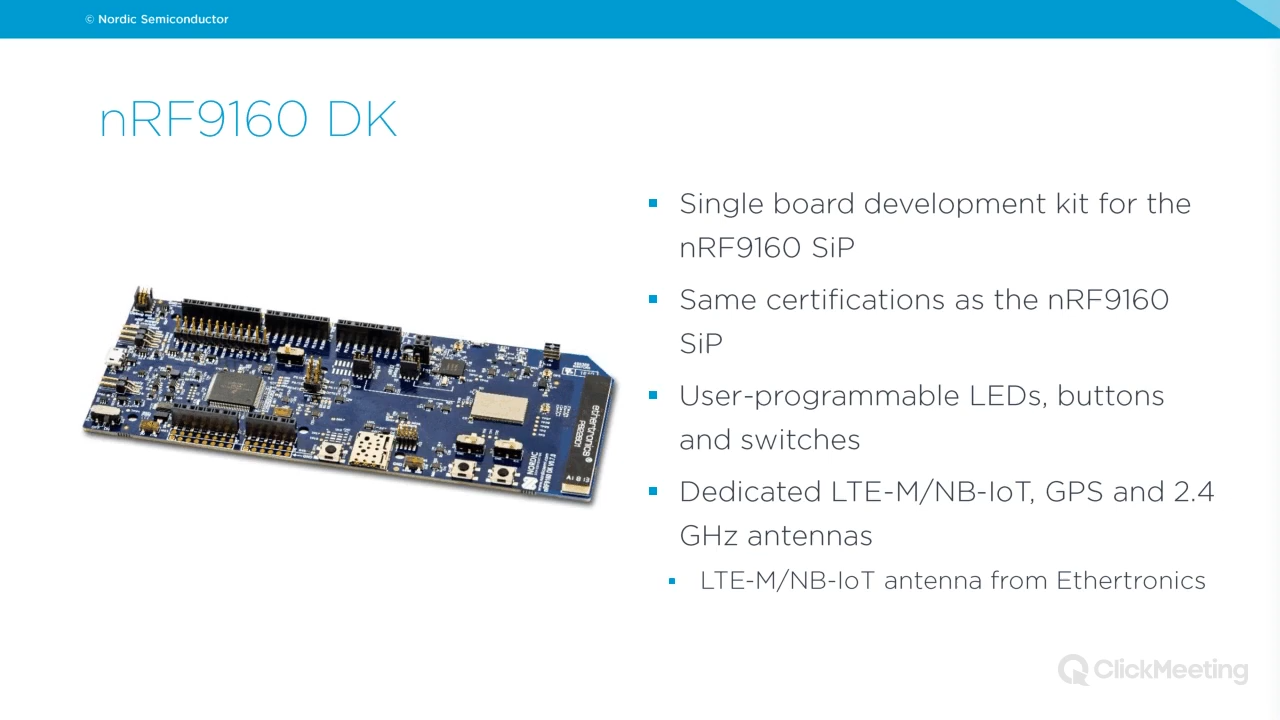 © Nordic Semiconductor
nRF9160 DK
Single board development kit for the
nRF9160 SiP
Same certifications as the nRF9160
SiP
User-programmable LEDs, buttons
and switches
Dedicated LTE-M/NB-IoT, GPS and 2.4
GHz antennas
LTE-M/NB-IoT antenna from Ethertronics
ethertronics®
NORDIC
ClickMeeting